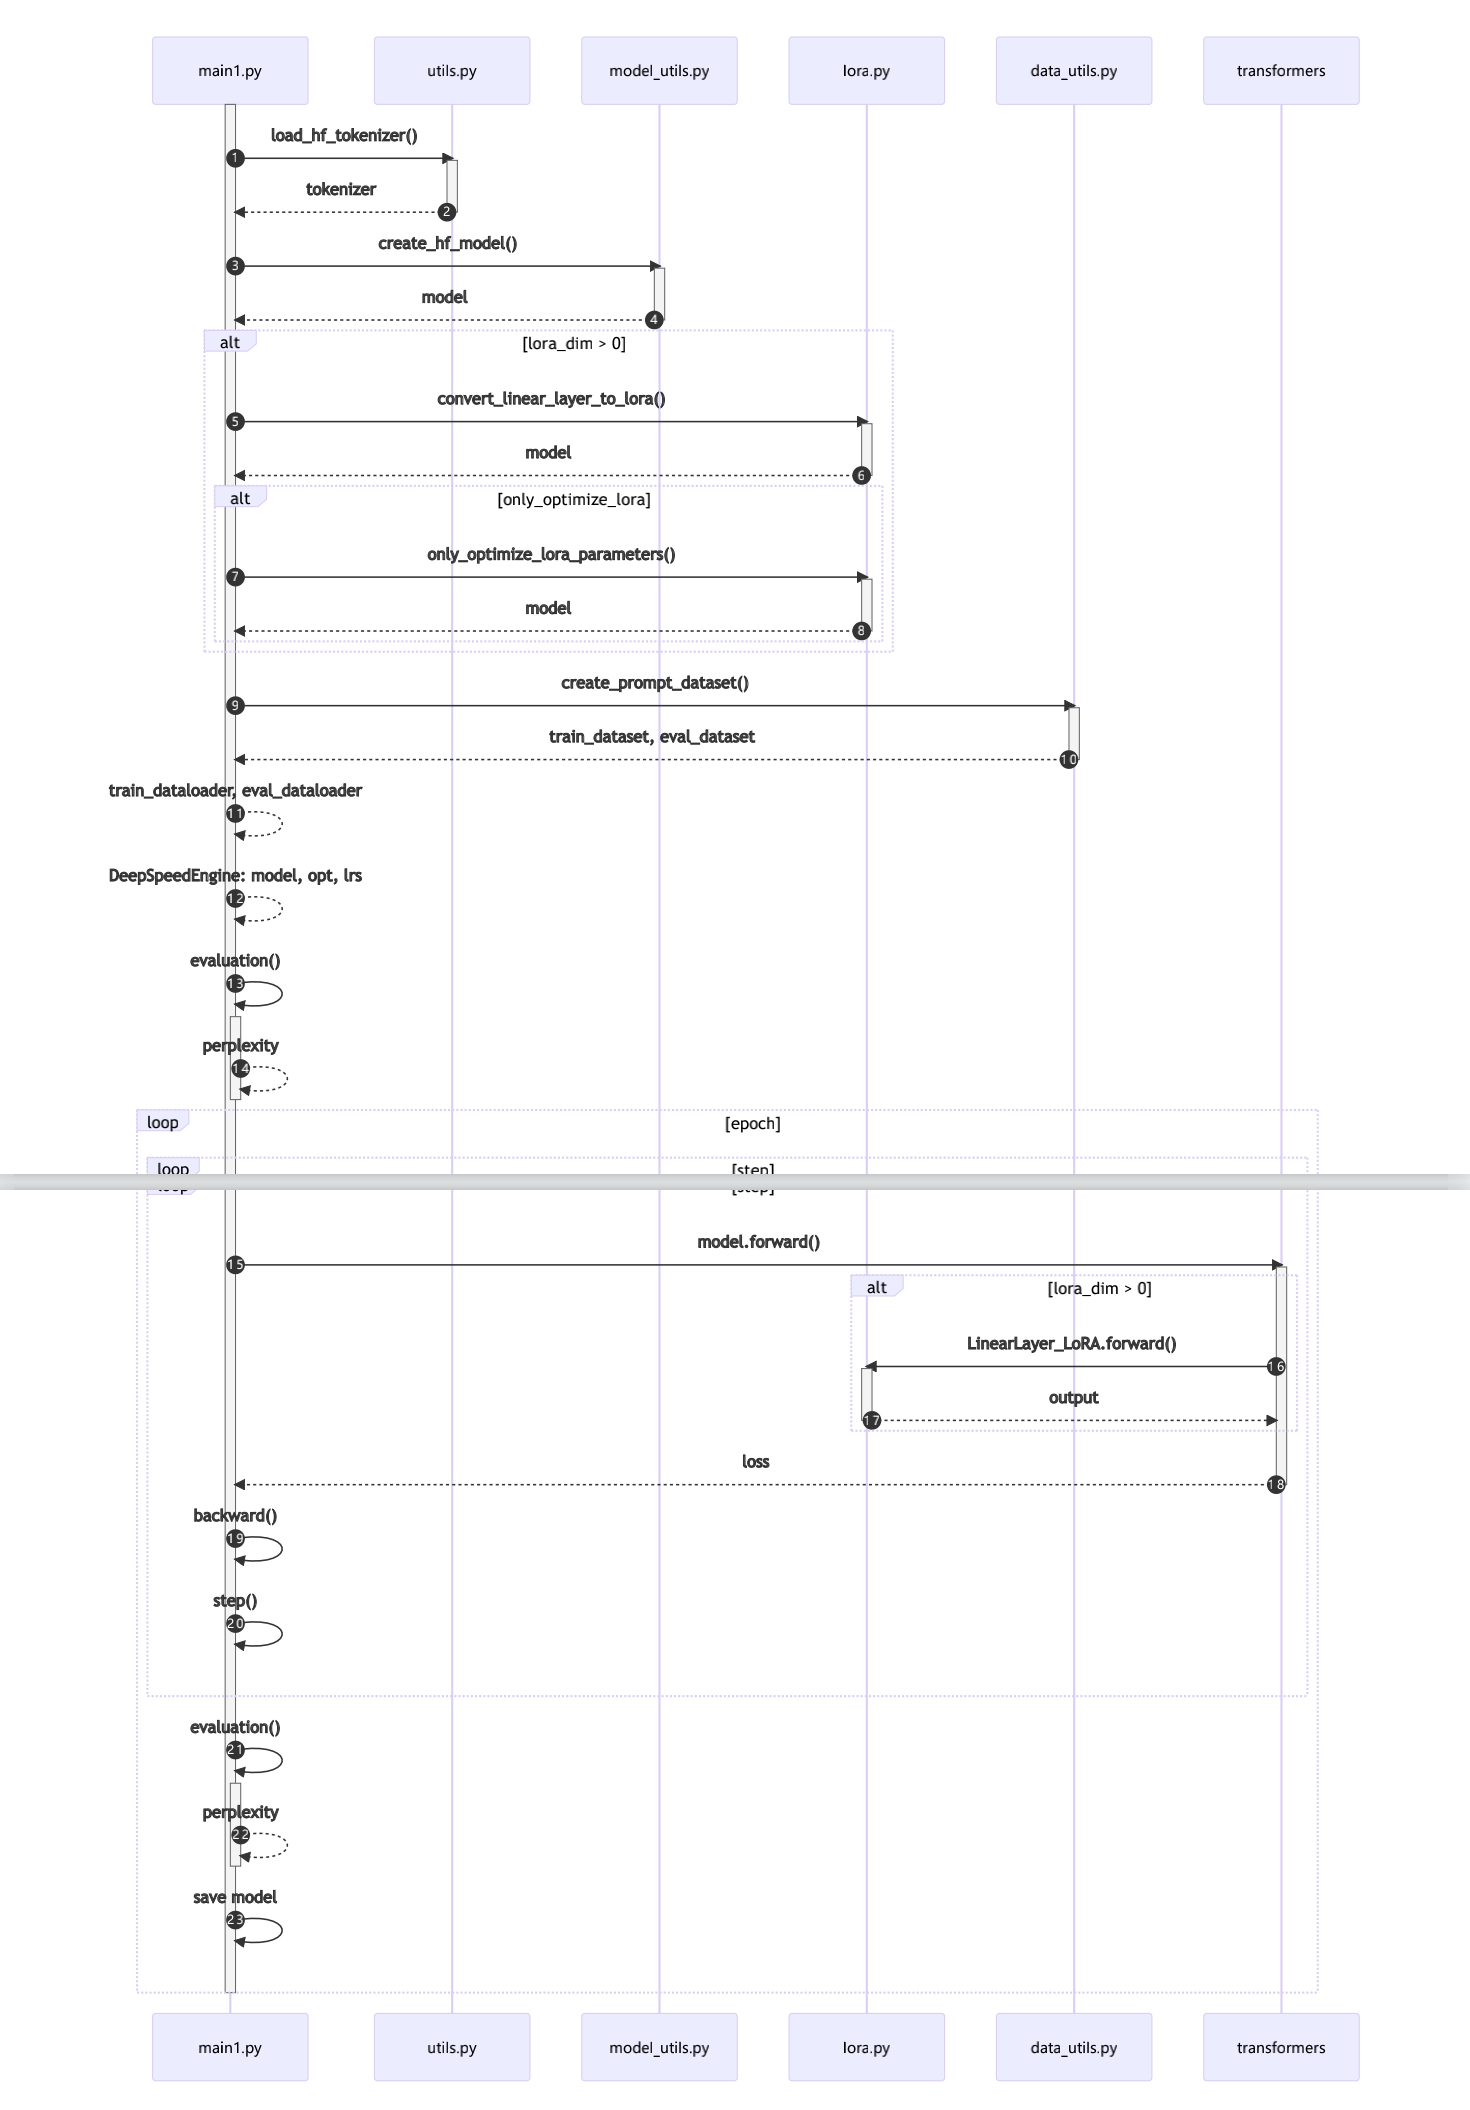 main1.py
utils.py
model_utils.py
lora.py
data_utils.py
transformers
load_hf_tokenizer()
1
tokenizer
2
create_hf_model()
3
model
4
alt
[lora_dim > 0]
convert_linear_layer_to_lora()
5
model
6
alt
[only_optimize_lora]
only_optimize_lora_parameters()
7
model
8
create_prompt_dataset()
9
train_dataset, eval_dataset
10
train_dataloader, eval_dataloader
11
DeepSpeedEngine: model, opt, lrs
12
evaluation()
13
perplexity
14
loop
[epoch]
loop
[step]
loop
[step]
model.forward()
15
alt
[lora_dim > 0]
LinearLayer_LoRA.forward()
16
output
17
loss
18
backward()
19
step()
20
evaluation()
21
perplexity
22
save model
23
main1.py
utils.py
model_utils.py
lora.py
data_utils.py
transformers